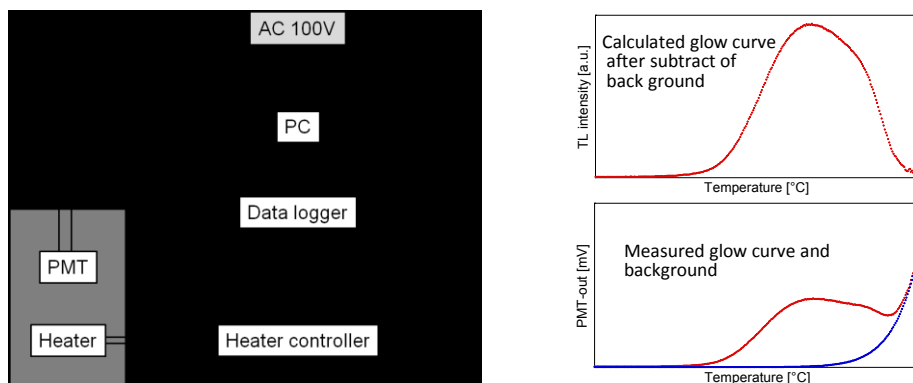 AC 100V
PC
Data logger
PMT
Heater
Heater controller
Calculated glow curve
after subtract of
back ground
TL intensity [a.u.]
Temperature [°C]
Measured glow curve and
background
PMT-out [mV]
Temperature [°C]